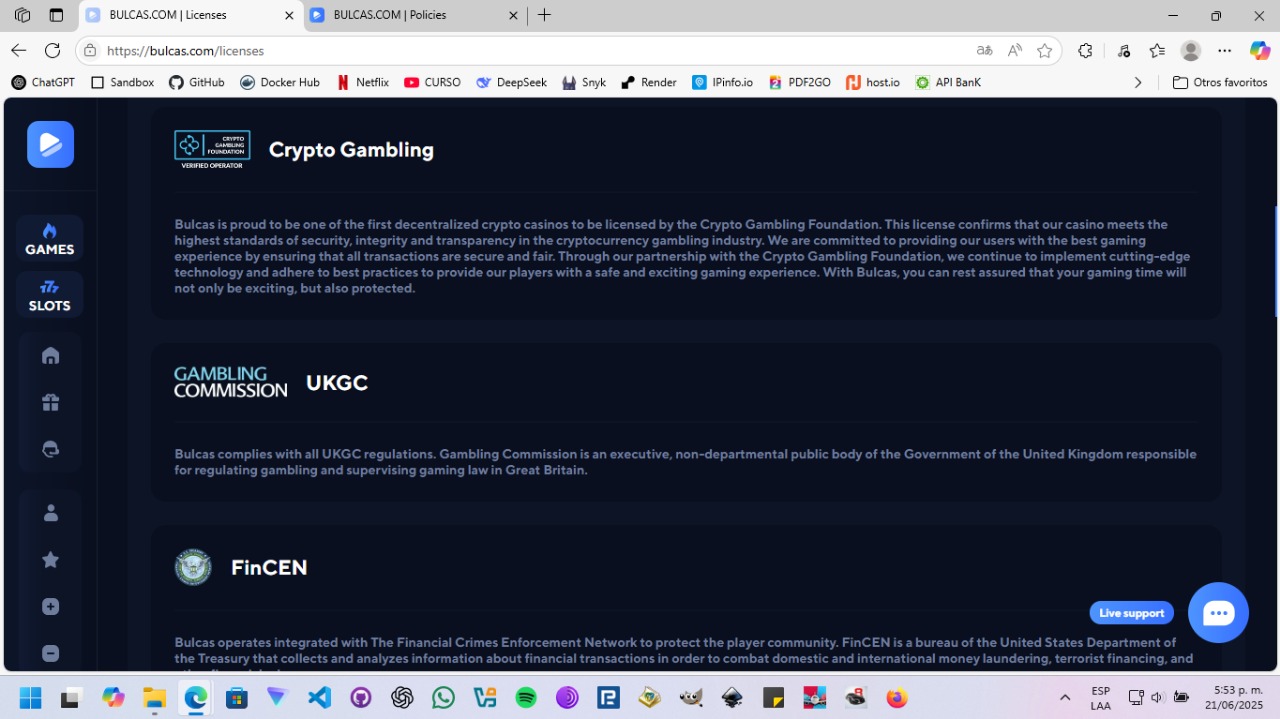 BULCAS.COM | Licenses
BULCAS.COM | Policies
https://bulcas.com/licenses
ChatGPT Sandbox GitHub Docker Hub Netflix CURSO DeepSeek Snyk Render IPinfo.io PDF2GO host.io API BanK Otros favoritos
CRYPTO
GAMBLING
FOUNDATION
VERIFIED OPERATOR
Crypto Gambling
Bulcas is proud to be one of the first decentralized crypto casinos to be licensed by the Crypto Gambling Foundation. This license confirms that our casino meets the
highest standards of security, integrity and transparency in the cryptocurrency gambling industry. We are committed to providing our users with the best gaming
experience by ensuring that all transactions are secure and fair. Through our partnership with the Crypto Gambling Foundation, we continue to implement cutting-edge
technology and adhere to best practices to provide our players with a safe and exciting gaming experience. With Bulcas, you can rest assured that your gaming time will
not only be exciting, but also protected.
GAMES
SLOTS
GAMBLING
COMMISSION
UKGC
Bulcas complies with all UKGC regulations. Gambling Commission is an executive, non-departmental public body of the Government of the United Kingdom responsible
for regulating gambling and supervising gaming law in Great Britain.
FinCEN
Live support
Bulcas operates integrated with The Financial Crimes Enforcement Network to protect the player community. FinCEN is a bureau of the United States Department of
the Treasury that collects and analyzes information about financial transactions in order to combat domestic and international money laundering, terrorist financing, and
ESP
LAA
5:53 p. m.
21/06/2025